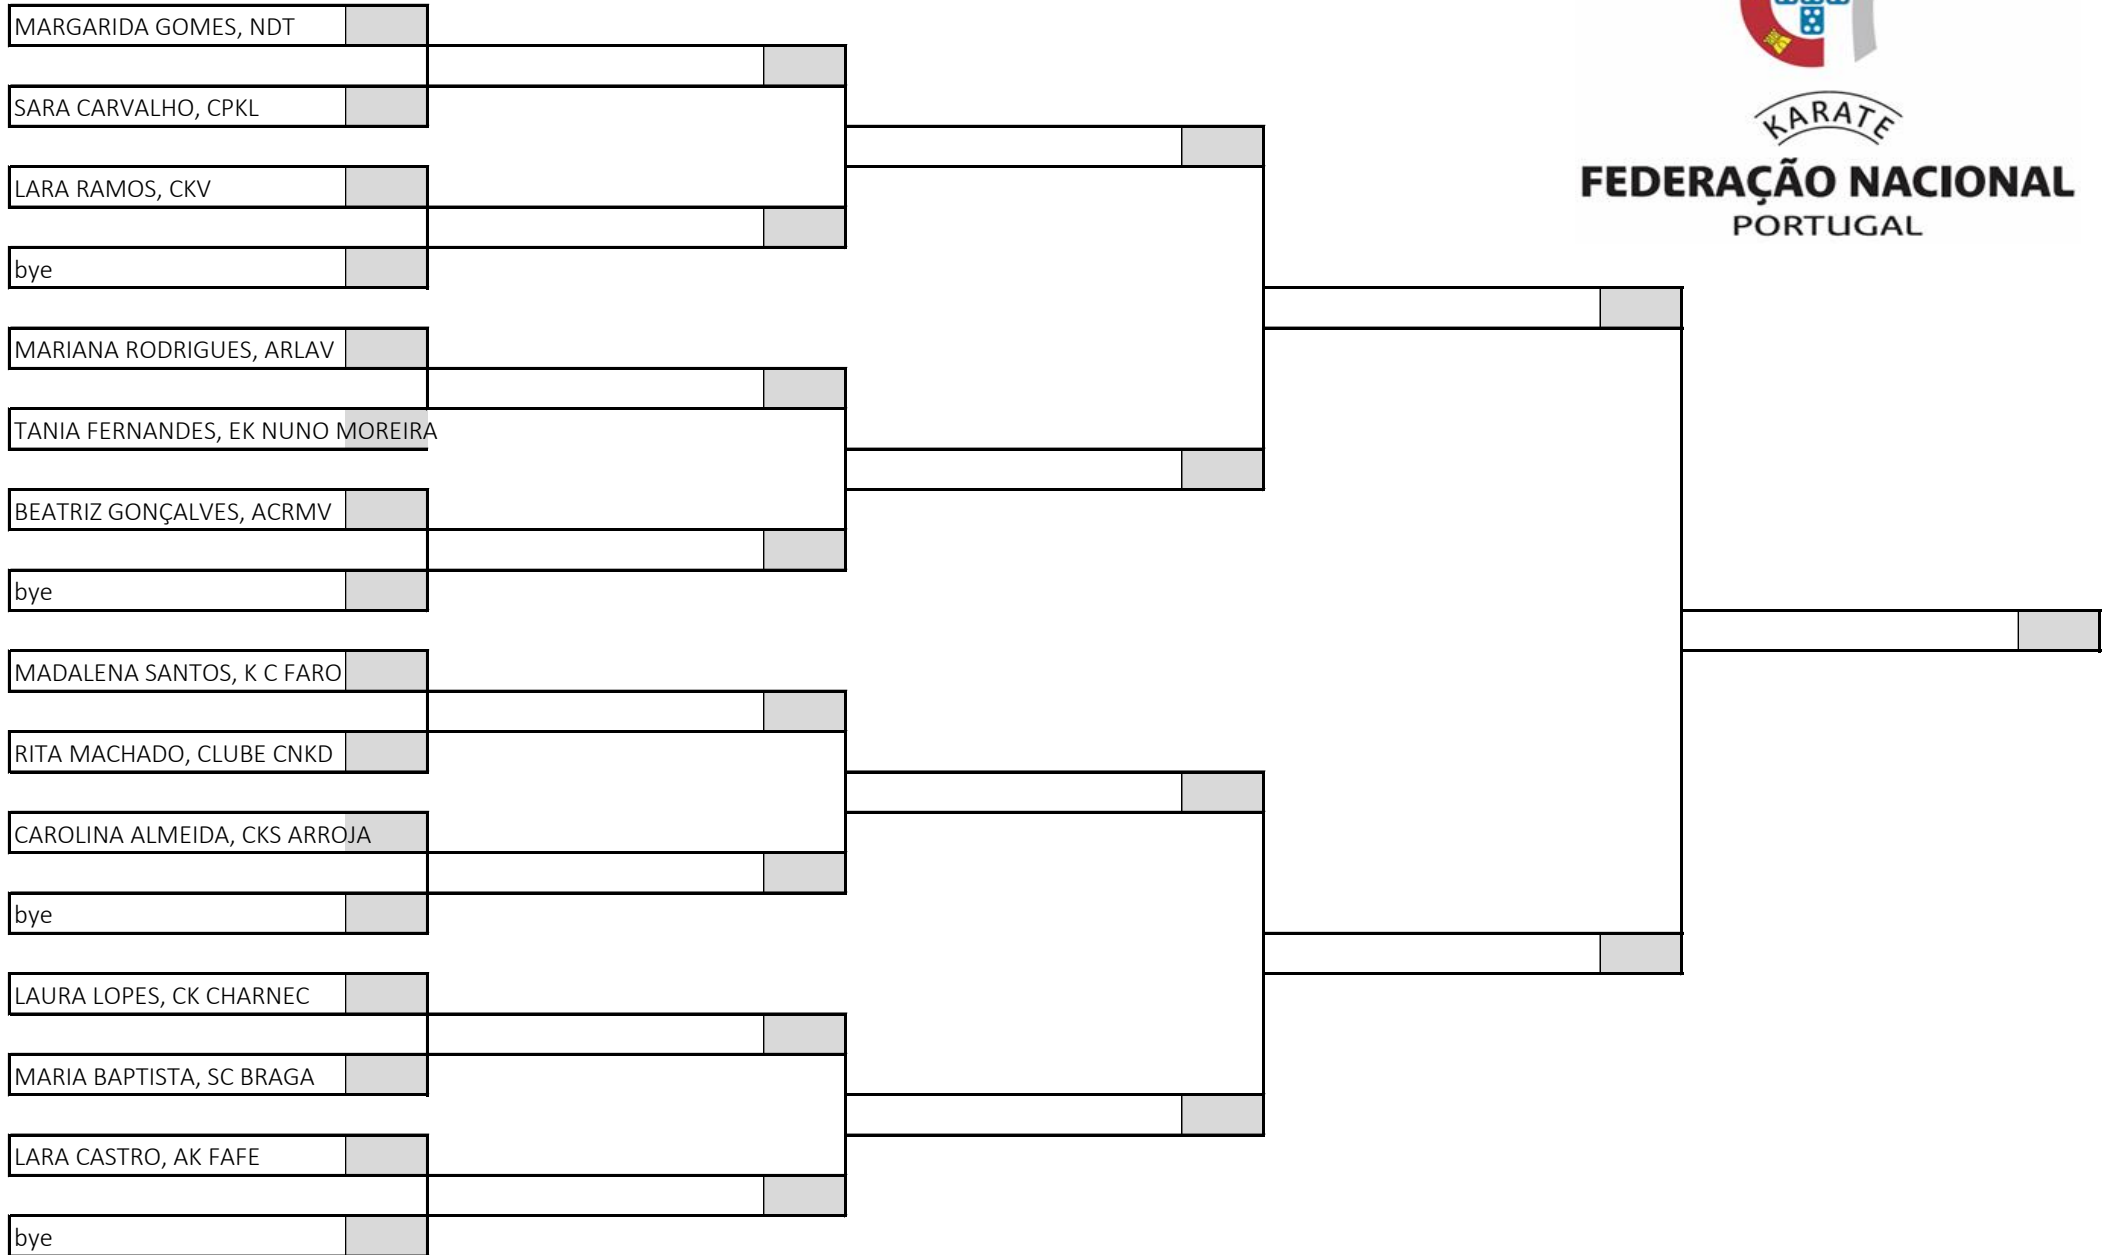 MARGARIDA GOMES, NDT
SARA CARVALHO, CPKL
LARA RAMOS, CKV
bye
MARIANA RODRIGUES, ARLAV
TANIA FERNANDES, EK NUNO MOREIRA
BEATRIZ GONÇALVES, ACRMV
bye
MADALENA SANTOS, K C FARO
RITA MACHADO, CLUBE CNKD
CAROLINA ALMEIDA, CKS ARROJA
bye
LAURA LOPES, CK CHARNEC
MARIA BAPTISTA, SC BRAGA
LARA CASTRO, AK FAFE
bye
KARATE
FEDERAÇÃO NACIONAL
PORTUGAL